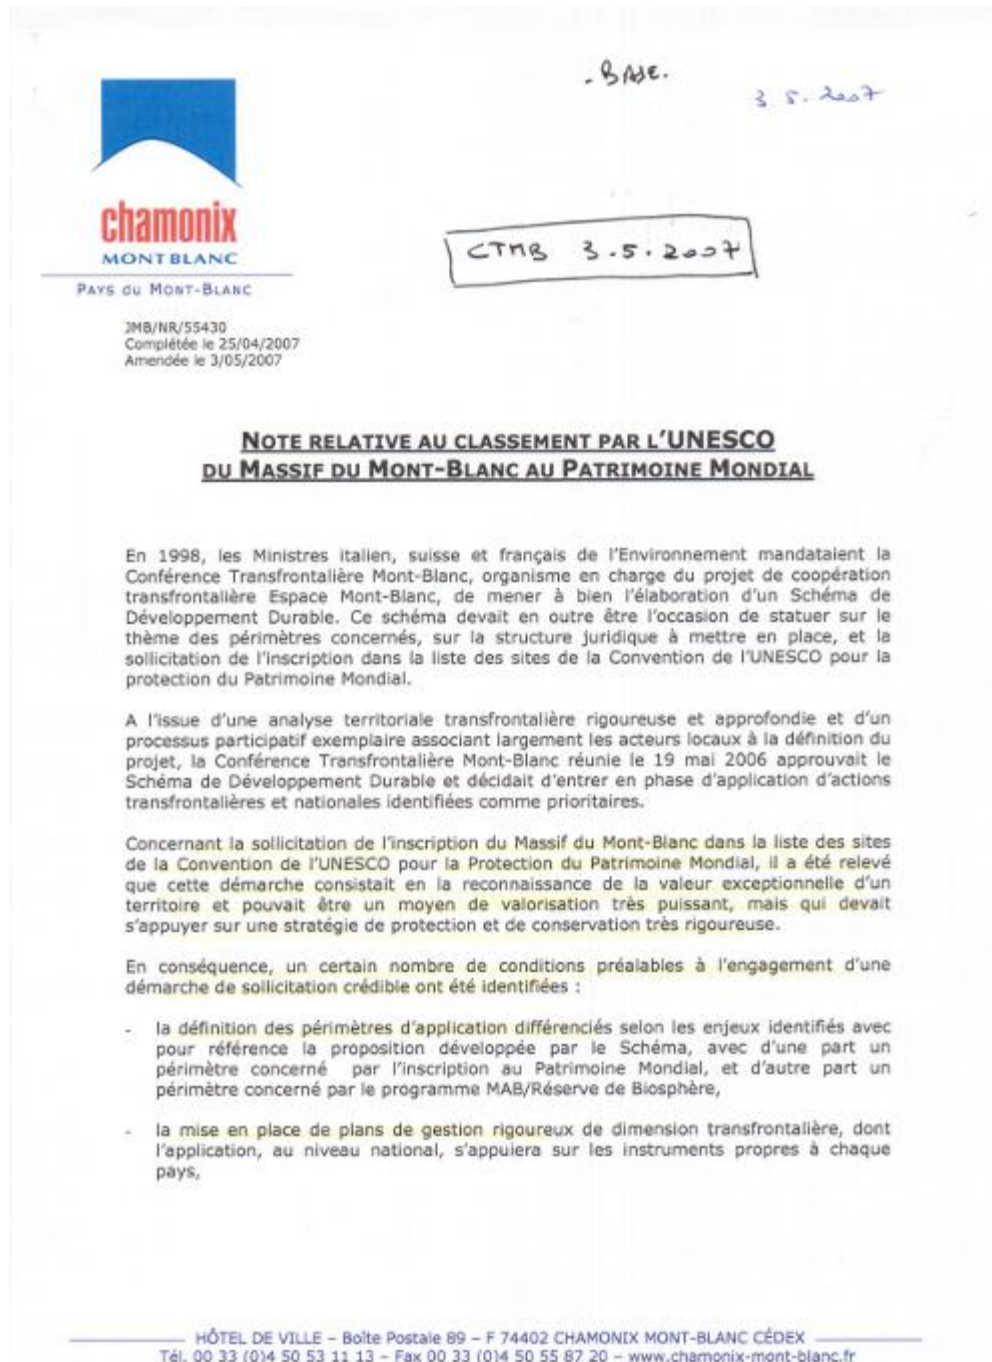 - BASE.
3.5.2007
chamonix
MONT BLANC
PAYS DU MONT-BLANC
CTMB 3.5.2007
JMB/NR/55430
Complétée le 25/04/2007
Amendée le 3/05/2007
NOTE RELATIVE AU CLASSEMENT PAR L'UNESCO
DU MASSIF DU MONT-BLANC AU PATRIMOINE MONDIAL
En 1998, les Ministres italien, suisse et français de l'Environnement mandataient la
Conférence Transfrontalière Mont-Blanc, organisme en charge du projet de coopération
transfrontalière Espace Mont-Blanc, de mener à bien l'élaboration d'un Schéma de
Développement Durable. Ce schéma devait en outre être l'occasion de statuer sur le
thème des périmètres concernés, sur la structure juridique à mettre en place, et la
sollicitation de l'inscription dans la liste des sites de la Convention de l'UNESCO pour la
protection du Patrimoine Mondial.
A l'issue d'une analyse territoriale transfrontalière rigoureuse et approfondie et d'un
processus participatif exemplaire associant largement les acteurs locaux à la définition du
projet, la Conférence Transfrontalière Mont-Blanc réunie le 19 mai 2006 approuvait le
Schéma de Développement Durable et décidait d'entrer en phase d'application d'actions
transfrontalières et nationales identifiées comme prioritaires.
Concernant la sollicitation de l'inscription du Massif du Mont-Blanc dans la liste des sites
de la Convention de l'UNESCO pour la Protection du Patrimoine Mondial, il a été relevé
que cette démarche consistait en la reconnaissance de la valeur exceptionnelle d'un
territoire et pouvait être un moyen de valorisation très puissant, mais qui devait
s'appuyer sur une stratégie de protection et de conservation très rigoureuse.
En conséquence, un certain nombre de conditions préalables à l'engagement d'une
démarche de sollicitation crédible ont été identifiées :
- la définition des périmètres d'application différenciés selon les enjeux identifiés avec
pour référence la proposition développée par le Schéma, avec d'une part un
périmètre concerné par l'inscription au Patrimoine Mondial, et d'autre part un
périmètre concerné par le programme MAB/Réserve de Biosphère,
- la mise en place de plans de gestion rigoureux de dimension transfrontalière, dont
l'application, au niveau national, s'appuiera sur les instruments propres à chaque
pays,
HÔTEL DE VILLE – Boîte Postale 89 – F 74402 CHAMONIX MONT-BLANC CÉDEX
Tél. 00 33 (0)4 50 53 11 13 – Fax 00 33 (0)4 50 55 87 20 – www.chamonix-mont-blanc.fr